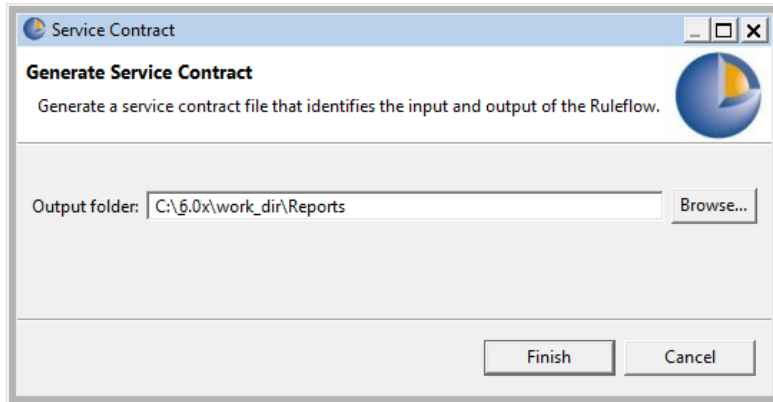 Service Contract
Generate Service Contract
Generate a service contract file that identifies the input and output of the Ruleflow.
Output folder: C:\6.0x\work_dir\Reports Browse...
Finish Cancel